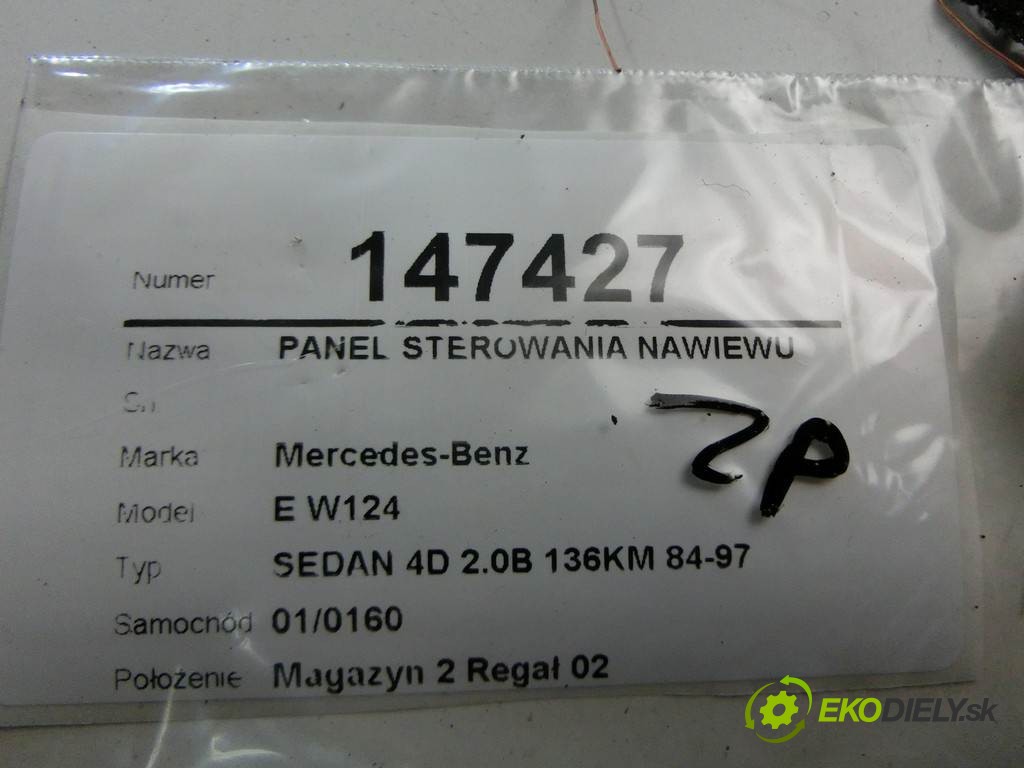 Numer 147427
Nazwa PANEL STEROWANIA NAWIEWU
Sn
ZP
Marka Mercedes-Benz
Model E W124
Typ SEDAN 4D 2.0B 136KM 84-97
Samochód 01/0160
Położenie Magazyn 2 Regał 02
EKODIELY.sk